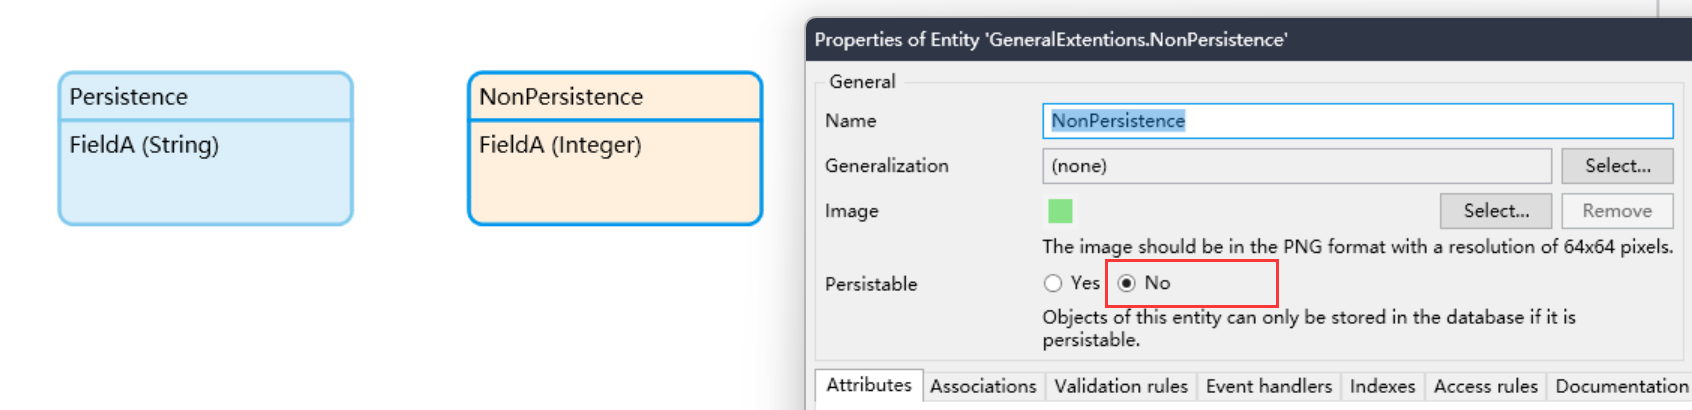 Persistence
FieldA (String)
NonPersistence
FieldA (Integer)
Properties of Entity 'GeneralExtentions.NonPersistence'
General
Name NonPersistence
Generalization (none) Select...
Image Select... Remove
The image should be in the PNG format with a resolution of 64x64 pixels.
Persistable Yes No
Objects of this entity can only be stored in the database if it is
persistable.
Attributes Associations Validation rules Event handlers Indexes Access rules Documentation